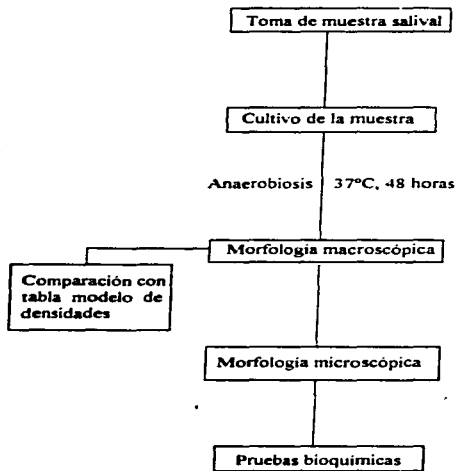 Toma de muestra salival
Cultivo de la muestra
Anaerobiosis 37°C, 48 horas
Morfología macroscópica
Comparación con
tabla modelo de
densidades
Morfología microscópica
Pruebas bioquímicas